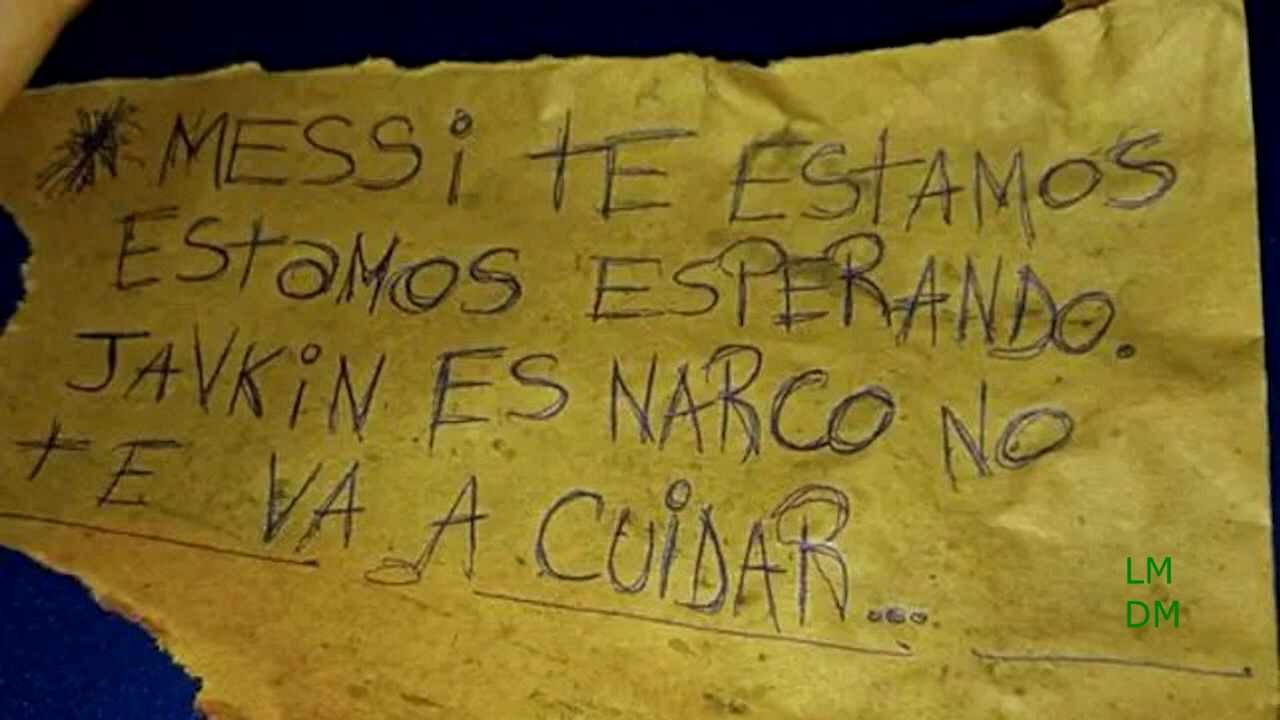 * MESSi tE EStAMOS
EStaMOS ESPERANDO.
JAVKiN ES NARCO NO
tE VA A CUiDAR...
LM
DM